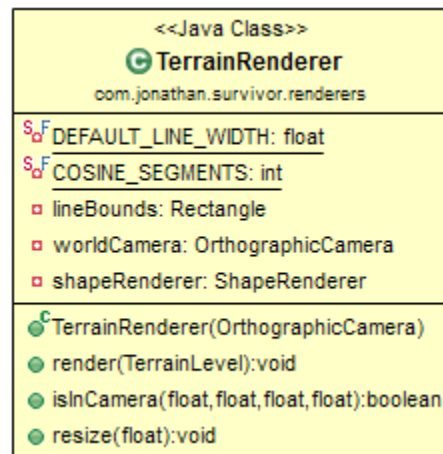 <<Java Class>>
C TerrainRenderer
com.jonathan.survivor.renderers
S F DEFAULT_LINE_WIDTH: float
S F COSINE_SEGMENTS: int
lineBounds: Rectangle
worldCamera: OrthographicCamera
shapeRenderer: ShapeRenderer
C TerrainRenderer(OrthographicCamera)
render(TerrainLevel):void
isInCamera(float,float,float,float):boolean
resize(float):void